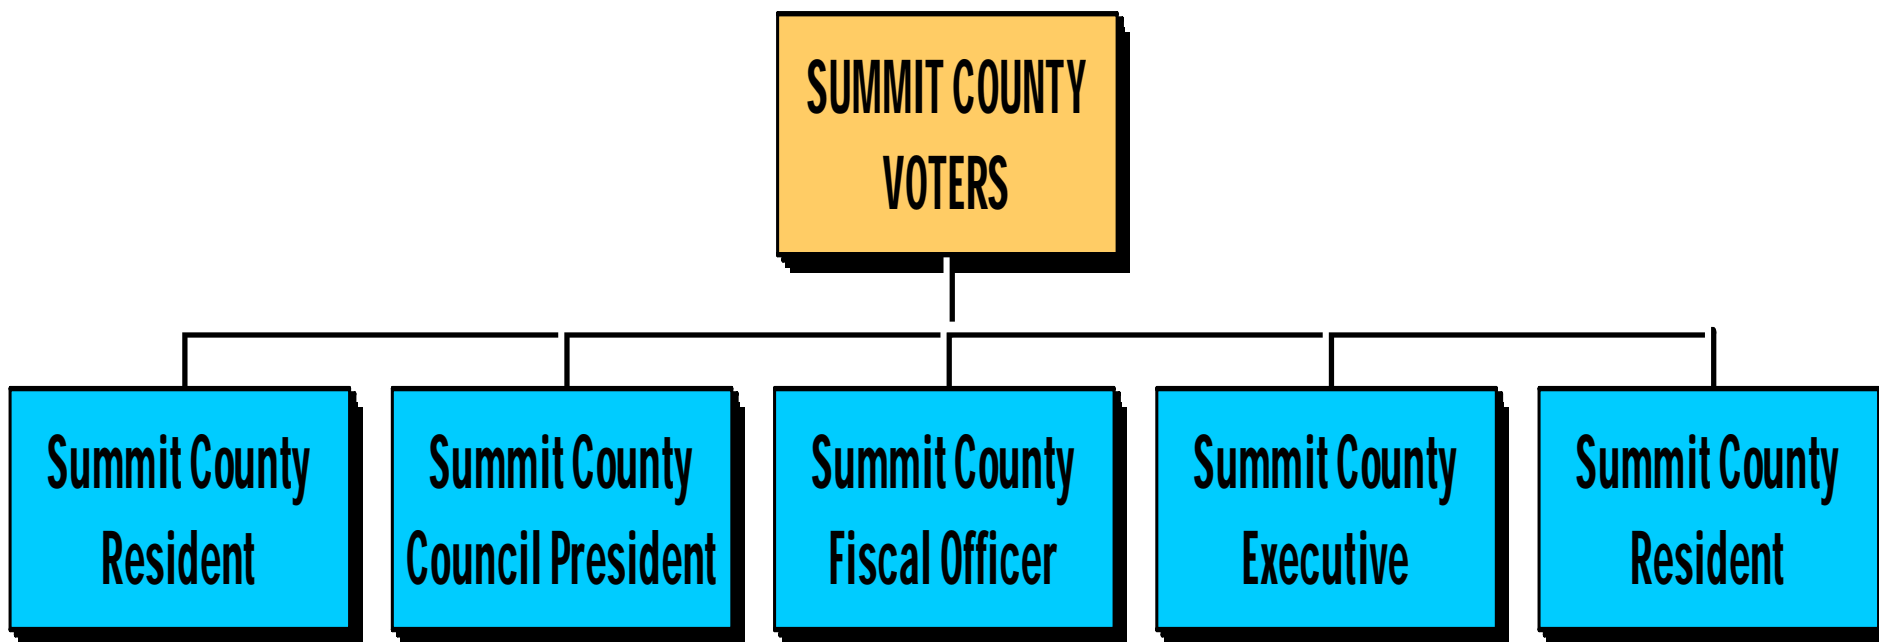 SUMMIT COUNTY
VOTERS
Summit County
Resident
Summit County
Council President
Summit County
Fiscal Officer
Summit County
Executive
Summit County
Resident